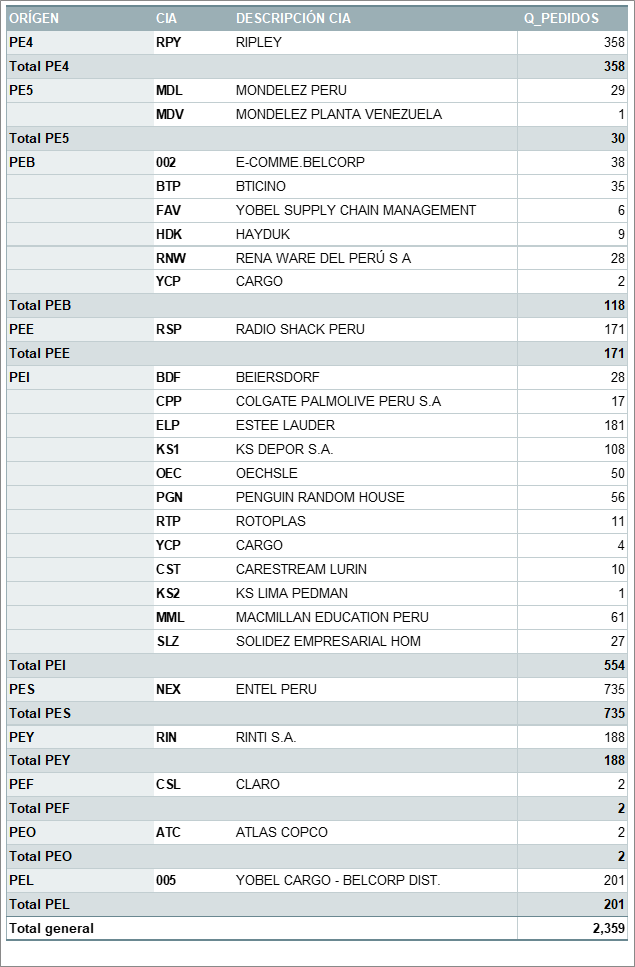 ORÍGEN CIA DESCRIPCIÓN CIA Q_PEDIDOS
PE4 RPY RIPLEY 358
Total PE4 358
PE5 MDL MONDELEZ PERU 29
MDV MONDELEZ PLANTA VENEZUELA 1
Total PE5 30
PEB 002 E-COMME.BELCORP 38
BTP BTICINO 35
FAV YOBEL SUPPLY CHAIN MANAGEMENT 6
HDK HAYDUK 9
RNW RENA WARE DEL PERÚ S A 28
YCP CARGO 2
Total PEB 118
PEE RSP RADIO SHACK PERU 171
Total PEE 171
PEI BDF BEIERSDORF 28
CPP COLGATE PALMOLIVE PERU S.A 17
ELP ESTEE LAUDER 181
KS1 KS DEPOR S.A. 108
OEC OECHSLE 50
PGN PENGUIN RANDOM HOUSE 56
RTP ROTOPLAS 11
YCP CARGO 4
CST CARESTREAM LURIN 10
KS2 KS LIMA PEDMAN 1
MML MACMILLAN EDUCATION PERU 61
SLZ SOLIDEZ EMPRESARIAL HOM 27
Total PEI 554
PES NEX ENTEL PERU 735
Total PES 735
PEY RIN RINTI S.A. 188
Total PEY 188
PEF CSL CLARO 2
Total PEF 2
PEO ATC ATLAS COPCO 2
Total PEO 2
PEL 005 YOBEL CARGO - BELCORP DIST. 201
Total PEL 201
Total general 2,359